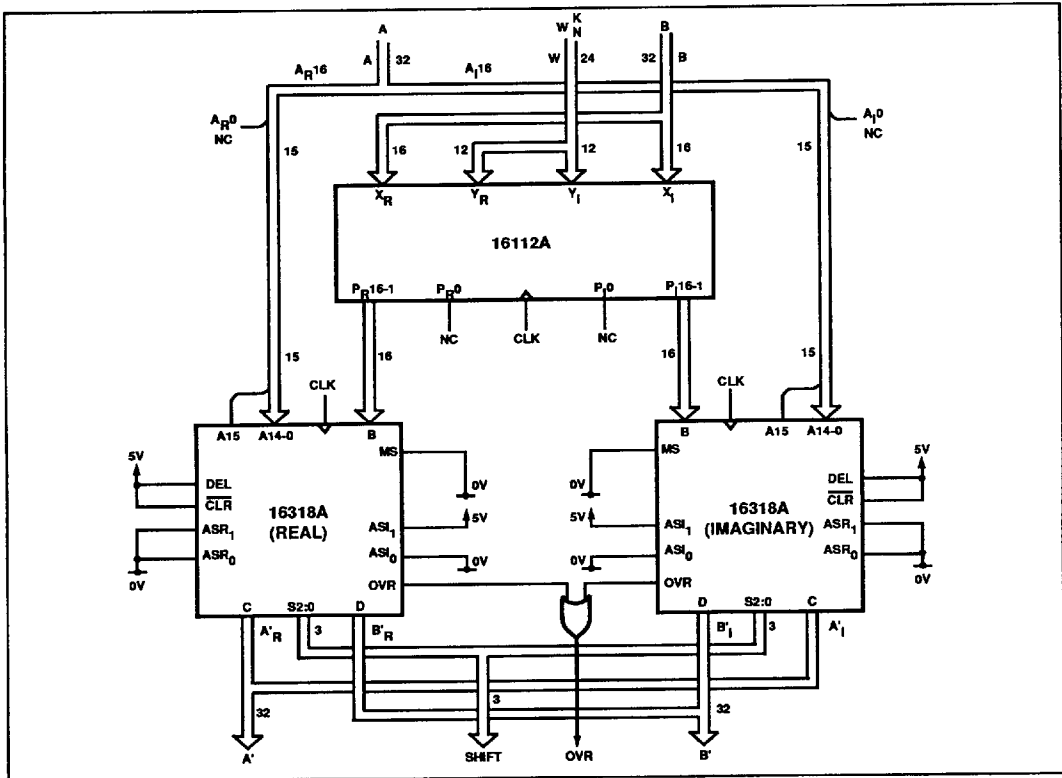 A W K N B
A 32 W 24 32 B
A_R16 A_I16
A_R0 NC
A_I0 NC
15 16 12 12 16 15
X_R Y_R Y_I X_I
16112A
P_R16-1 P_R0 P_I0 P_I16-1
NC CLK NC
15 16 16 15
CLK CLK
A15 A14-0 B
B A15 A14-0
5V MS 0V 0V MS 5V
DEL DEL
CLR CLR
16318A (REAL)
16318A (IMAGINARY)
5V 5V
ASR_1 ASI_1 ASI_1 ASR_1
ASR_0 ASI_0 ASI_0 ASR_0
0V 0V 0V 0V
OVR OVR
C S2:0 D
D S2:0 C
A'_R 3 B'_R B'_I 3 A'_I
32 3 32
A' SHIFT OVR B'